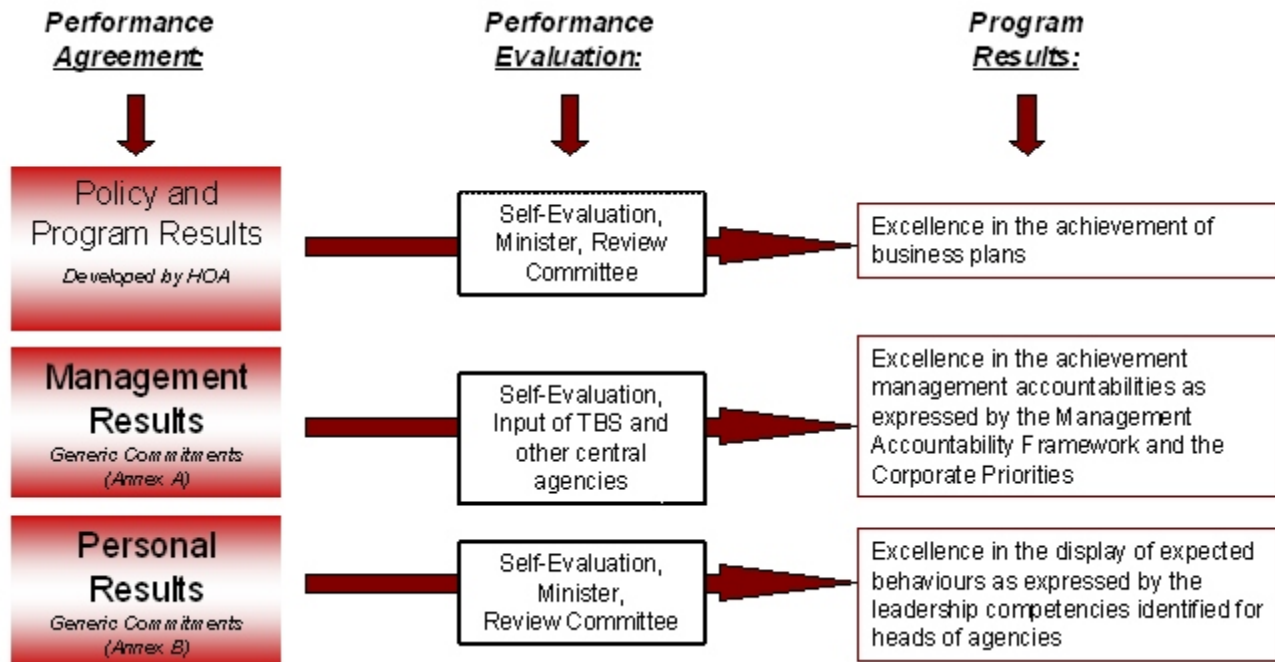 Performance
Agreement:
Performance
Evaluation:
Program
Results:
Policy and
Program Results
Developed by HOA
Self-Evaluation,
Minister, Review
Committee
Excellence in the achievement of
business plans
Management
Results
Generic Commitments
(Annex A)
Self-Evaluation,
Input of TBS and
other central
agencies
Excellence in the achievement
management accountabilities as
expressed by the Management
Accountability Framework and the
Corporate Priorities
Personal
Results
Generic Commitments
(Annex B)
Self-Evaluation,
Minister,
Review Committee
Excellence in the display of expected
behaviours as expressed by the
leadership competencies identified for
heads of agencies